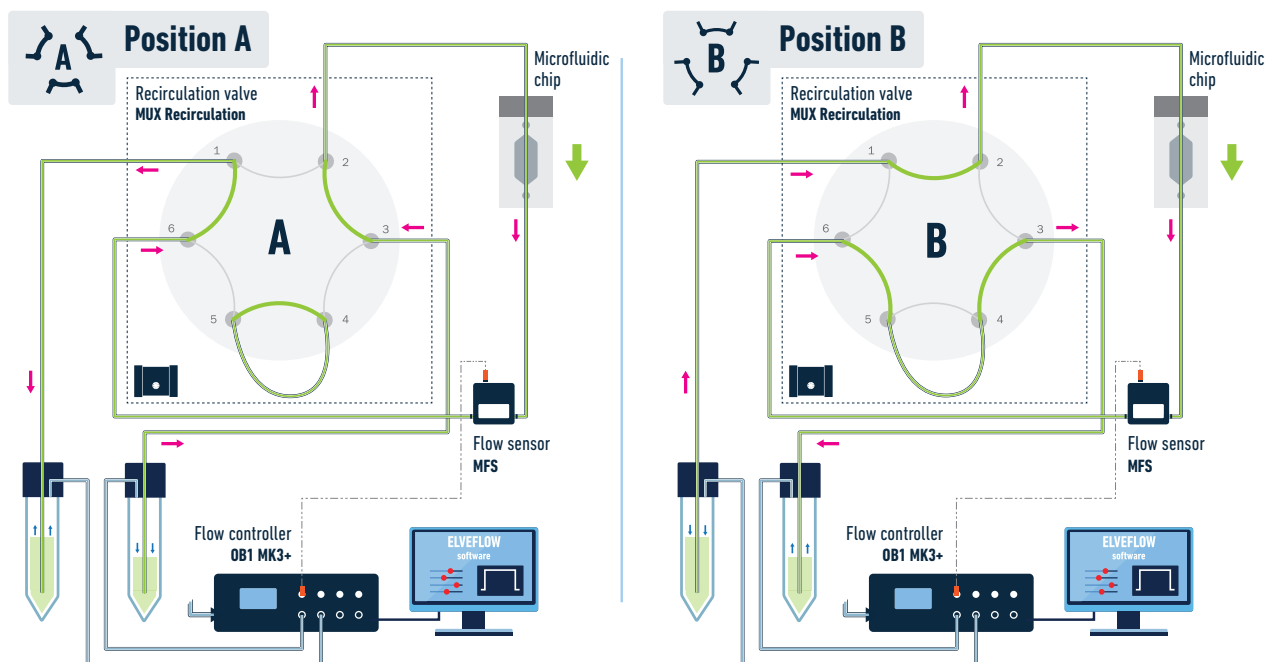 A
Position A
Recirculation valve
MUX Recirculation
Microfluidic
chip
1
2
3
4
5
6
A
Flow sensor
MFS
Flow controller
OB1 MK3+
ELVEFLOW
software
B
Position B
Recirculation valve
MUX Recirculation
Microfluidic
chip
1
2
3
4
5
6
B
Flow sensor
MFS
Flow controller
OB1 MK3+
ELVEFLOW
software